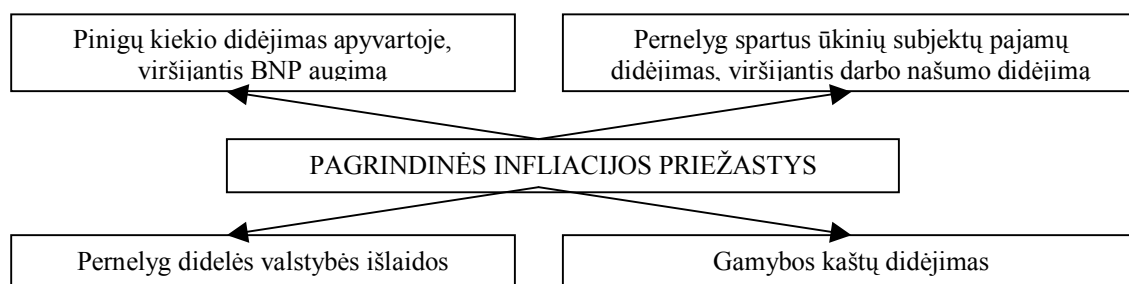 Pinigų kiekio didėjimas apyvartoje,
viršijantis BNP augimą
Pernelyg spartus ūkinių subjektų pajamų
didėjimas, viršijantis darbo našumo didėjimą
PAGRINDINĖS INFLIACIJOS PRIEŽASTYS
Pernelyg didelės valstybės išlaidos
Gamybos kaštų didėjimas